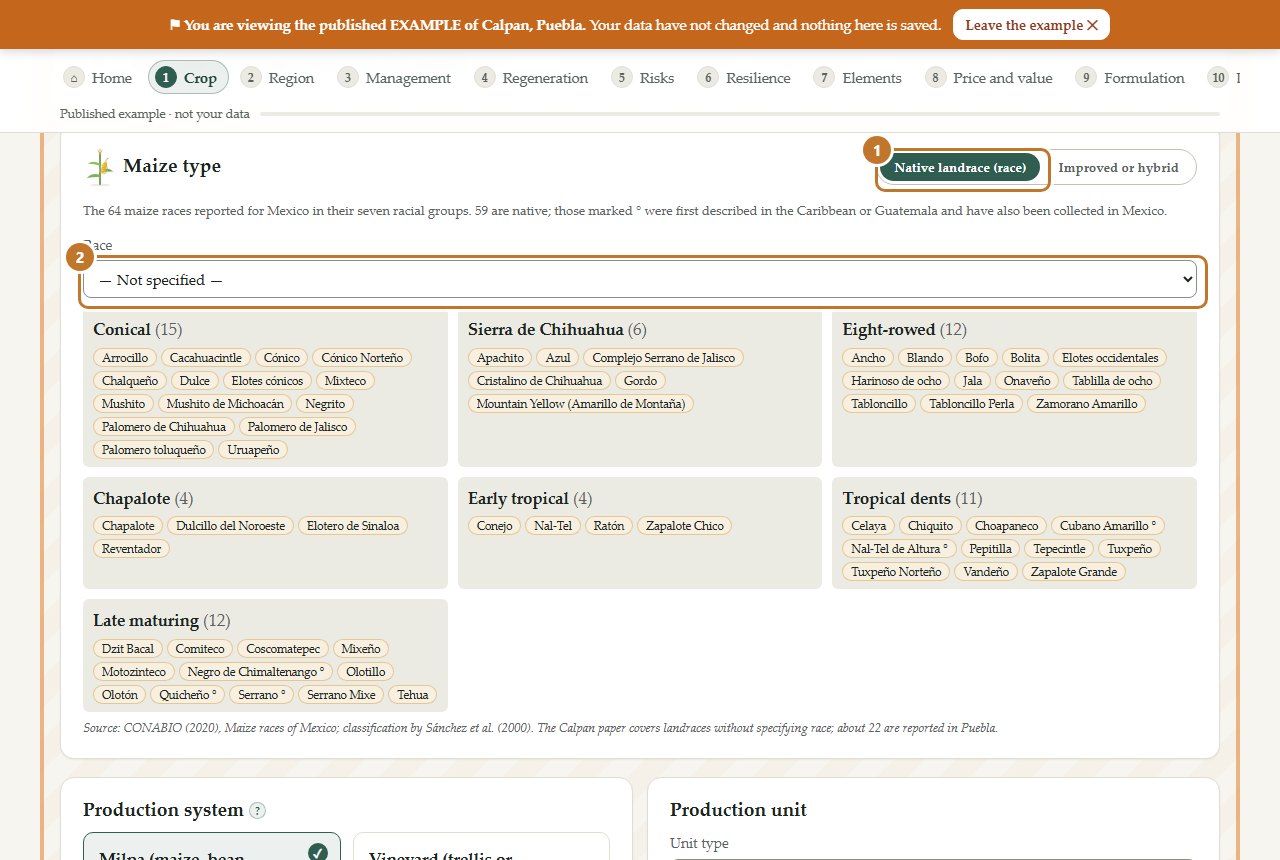 ⚑ You are viewing the published EXAMPLE of Calpan, Puebla. Your data have not changed and nothing here is saved. Leave the example ✕
⌂ Home 1 Crop 2 Region 3 Management 4 Regeneration 5 Risks 6 Resilience 7 Elements 8 Price and value 9 Formulation 10
Published example · not your data
Maize type
1
Native landrace (race) Improved or hybrid
The 64 maize races reported for Mexico in their seven racial groups. 59 are native; those marked ° were first described in the Caribbean or Guatemala and have also been collected in Mexico.
Race
2
— Not specified —
Conical (15)
Arrocillo Cacahuacintle Cónico Cónico Norteño
Chalqueño Dulce Elotes cónicos Mixteco
Mushito Mushito de Michoacán Negrito
Palomero de Chihuahua Palomero de Jalisco
Palomero toluqueño Uruapeño
Sierra de Chihuahua (6)
Apachito Azul Complejo Serrano de Jalisco
Cristalino de Chihuahua Gordo
Mountain Yellow (Amarillo de Montaña)
Eight-rowed (12)
Ancho Blando Bofo Bolita Elotes occidentales
Harinoso de ocho Jala Onaveño Tablilla de ocho
Tabloncillo Tabloncillo Perla Zamorano Amarillo
Chapalote (4)
Chapalote Dulcillo del Noroeste Elotero de Sinaloa
Reventador
Early tropical (4)
Conejo Nal-Tel Ratón Zapalote Chico
Tropical dents (11)
Celaya Chiquito Choapaneco Cubano Amarillo °
Nal-Tel de Altura ° Pepitilla Tepecintle Tuxpeño
Tuxpeño Norteño Vandeño Zapalote Grande
Late maturing (12)
Dzit Bacal Comiteco Coscomatepec Mixeño
Motozinteco Negro de Chimaltenango ° Olotillo
Olotón Quicheño ° Serrano ° Serrano Mixe Tehua
Source: CONABIO (2020), Maize races of Mexico; classification by Sánchez et al. (2000). The Calpan paper covers landraces without specifying race; about 22 are reported in Puebla.
Production system ?
Milpa (maize, bean,
Vineyard (trellis or
Production unit
Unit type